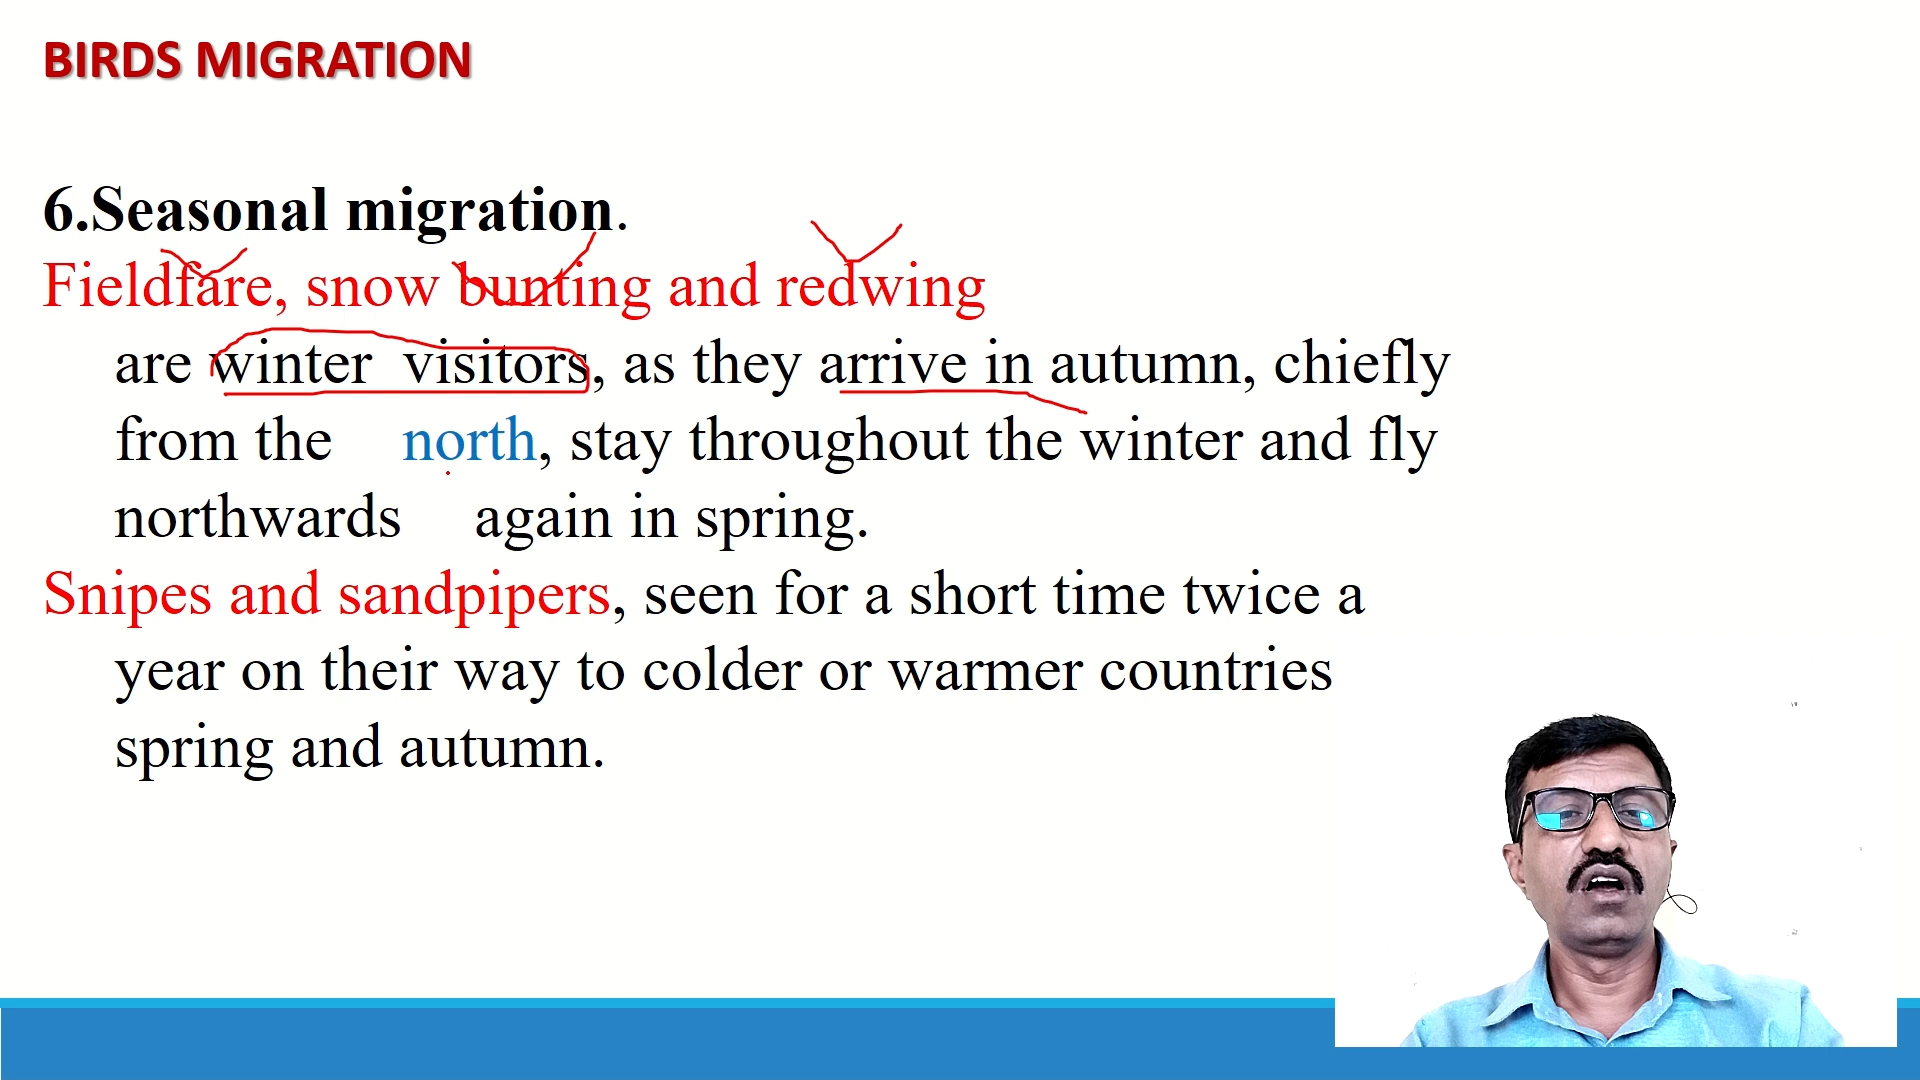 BIRDS MIGRATION
6.Seasonal migration.
Fieldfare, snow bunting and redwing
are winter visitors, as they arrive in autumn, chiefly
from the north, stay throughout the winter and fly
northwards again in spring.
Snipes and sandpipers, seen for a short time twice a
year on their way to colder or warmer countries
spring and autumn.